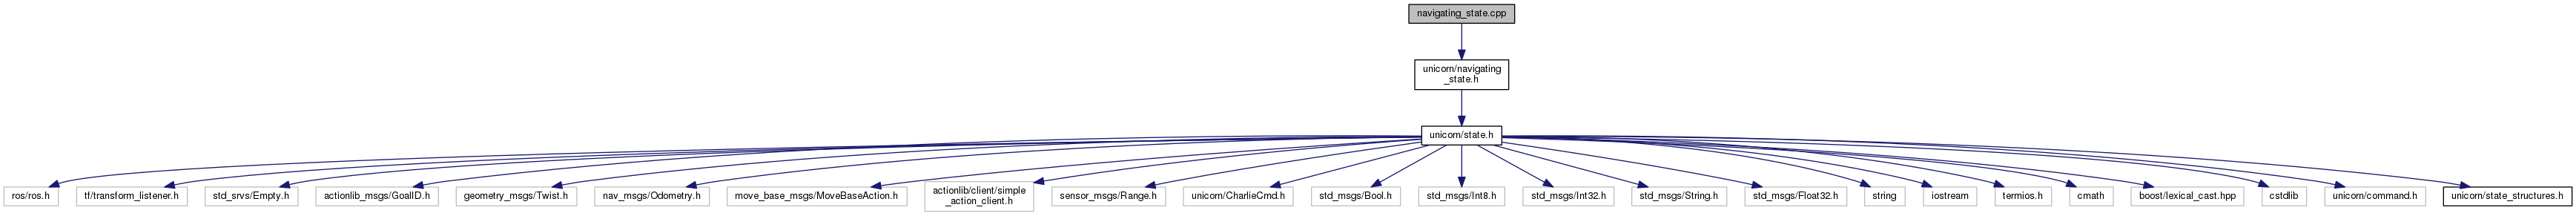 navigating_state.cpp
unicorn/navigating
_state.h
unicorn/state.h
ros/ros.h
tf/transform_listener.h
std_srvs/Empty.h
actionlib_msgs/GoalID.h
geometry_msgs/Twist.h
nav_msgs/Odometry.h
move_base_msgs/MoveBaseAction.h
actionlib/client/simple
_action_client.h
sensor_msgs/Range.h
unicorn/CharlieCmd.h
std_msgs/Bool.h
std_msgs/Int8.h
std_msgs/Int32.h
std_msgs/String.h
std_msgs/Float32.h
string
iostream
termios.h
cmath
boost/lexical_cast.hpp
cstdlib
unicorn/command.h
unicorn/state_structures.h